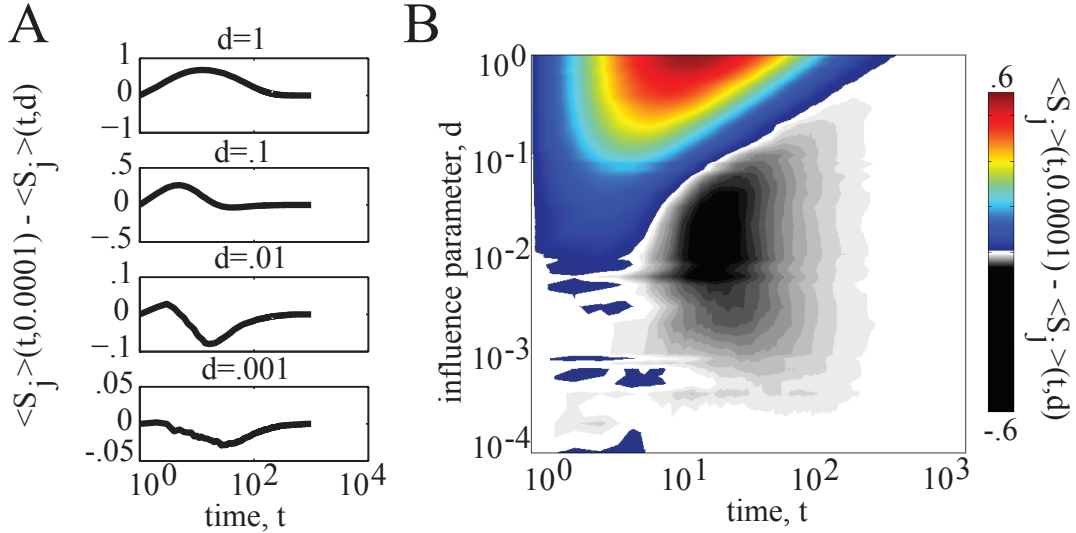 A
B
<S_j>(t,0.0001) - <S_j>(t,d)
d=1
1
0
−1
d=.1
.5
0
−.5
d=.01
.1
0
−.1
d=.001
.05
0
-.05
10^0 10^2 10^4
time, t
influence parameter, d
10^0
10^-1
10^-2
10^-3
10^-4
10^0 10^1 10^2 10^3
time, t
.6
-.6
<S_j>(t,0.0001) - <S_j>(t,d)